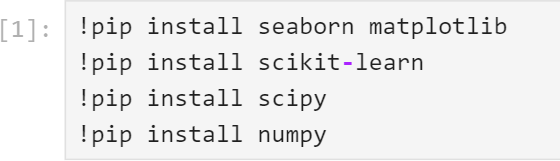 [1]: !pip install seaborn matplotlib
!pip install scikit-learn
!pip install scipy
!pip install numpy